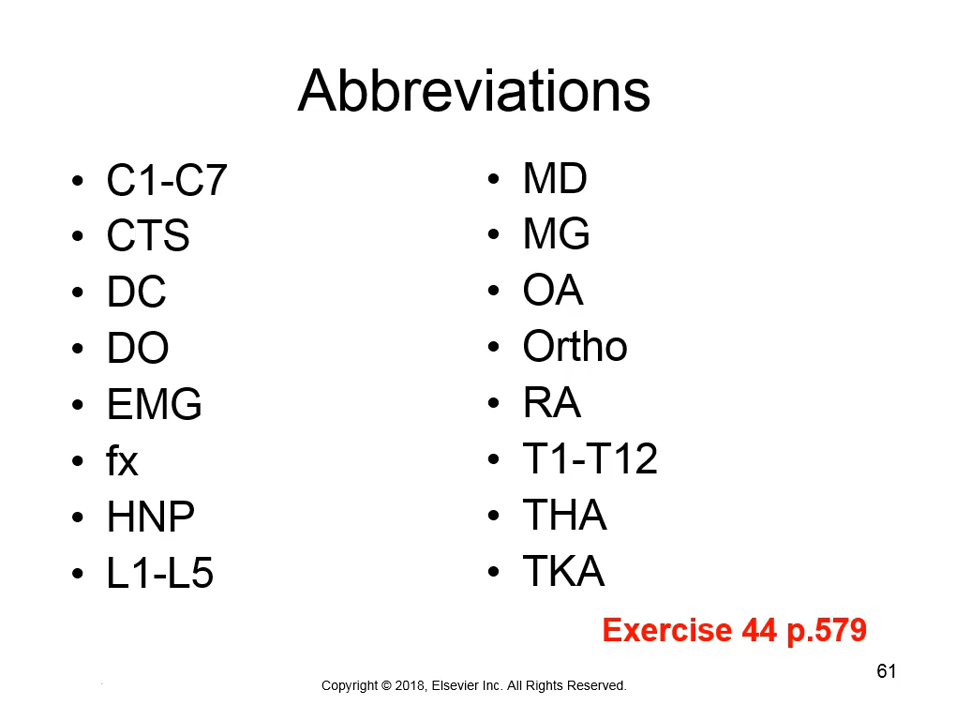 Abbreviations
• C1-C7
• CTS
• DC
• DO
• EMG
• fx
• HNP
• L1-L5
• MD
• MG
• OA
• Ortho
• RA
• T1-T12
• THA
• TKA
Exercise 44 p.579
61
Copyright © 2018, Elsevier Inc. All Rights Reserved.